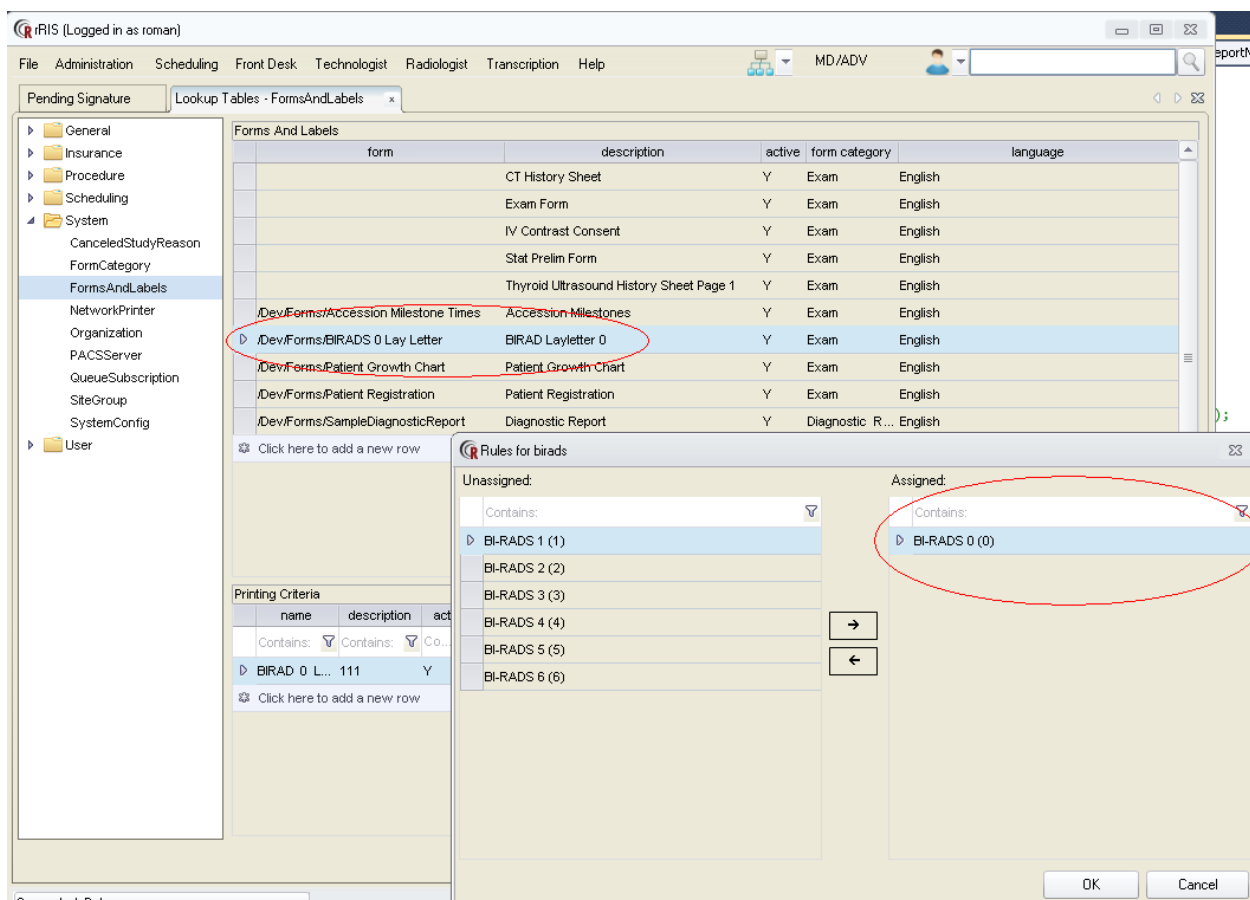 rRIS (Logged in as roman)
eportN
File Administration Scheduling Front Desk Technologist Radiologist Transcription Help MD/ADV
Pending Signature Lookup Tables - FormsAndLabels x
General
Insurance
Procedure
Scheduling
System
CanceledStudyReason
FormCategory
FormsAndLabels
NetworkPrinter
Organization
PACSServer
QueueSubscription
SiteGroup
SystemConfig
User
Forms And Labels
form description active form category language
CT History Sheet Y Exam English
Exam Form Y Exam English
IV Contrast Consent Y Exam English
Stat Prelim Form Y Exam English
Thyroid Ultrasound History Sheet Page 1 Y Exam English
/Dev/Forms/Accession Milestone Times Accession Milestones Y Exam English
/Dev/Forms/BIRADS 0 Lay Letter BIRAD Layletter 0 Y Exam English
/Dev/Forms/Patient Growth Chart Patient Growth Chart Y Exam English
/Dev/Forms/Patient Registration Patient Registration Y Exam English
/Dev/Forms/SampleDiagnosticReport Diagnostic Report Y Diagnostic R... English
);
Click here to add a new row
Printing Criteria
name description act
Contains: Contains: Co...
BIRAD 0 L... 111 Y
Click here to add a new row
Rules for birads
Unassigned: Assigned:
Contains: Contains:
BI-RADS 1 (1) BI-RADS 0 (0)
BI-RADS 2 (2)
BI-RADS 3 (3)
BI-RADS 4 (4)
BI-RADS 5 (5)
BI-RADS 6 (6)
OK Cancel